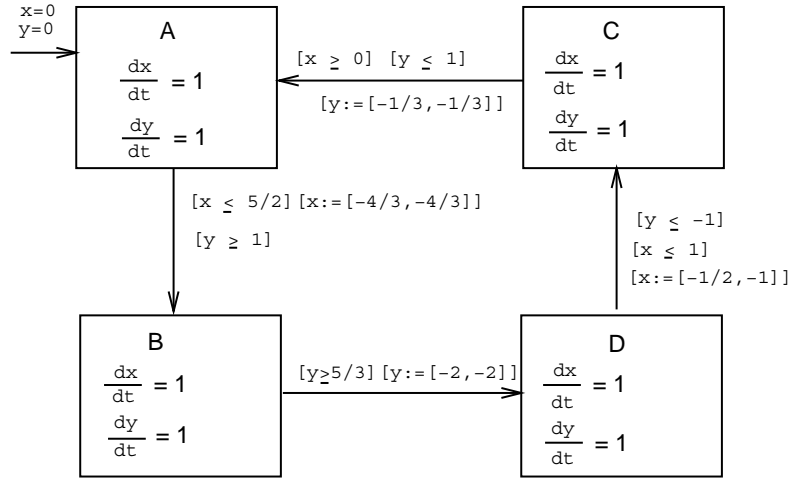 x=0
y=0
A
dx
dt = 1
dy
dt = 1
[x ≥ 0] [y ≤ 1]
[y:=[−1/3,−1/3]]
C
dx
dt = 1
dy
dt = 1
[x ≤ 5/2][x:=[−4/3,−4/3]]
[y ≥ 1]
[y ≤ −1]
[x ≤ 1]
[x:=[−1/2,−1]]
B
dx
dt = 1
dy
dt = 1
[y≥5/3][y:=[−2,−2]]
D
dx
dt = 1
dy
dt = 1